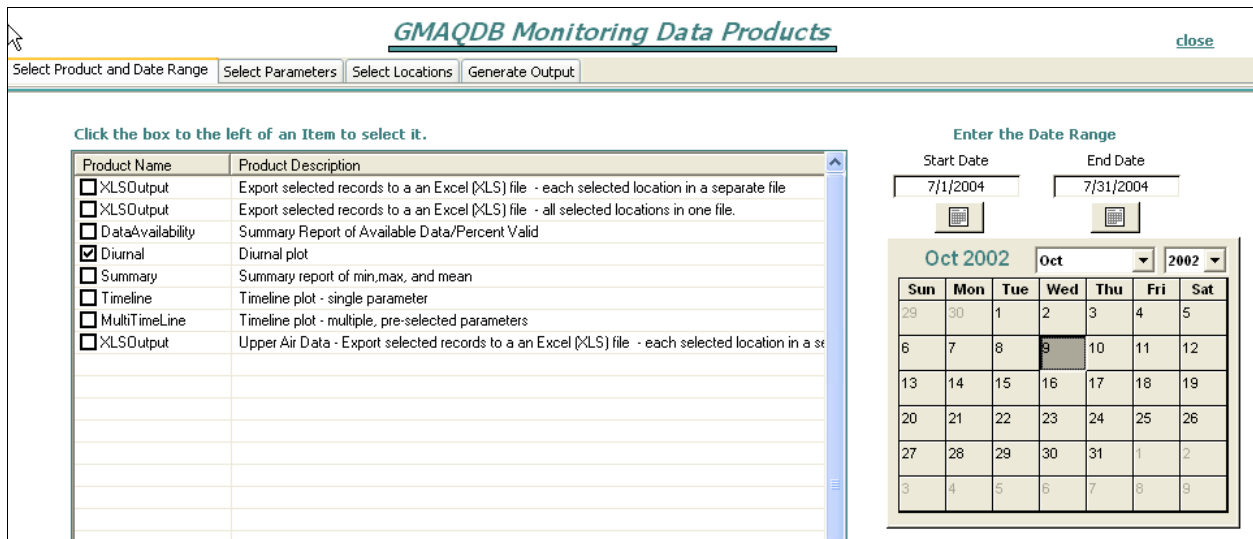 GMAQDB Monitoring Data Products
close
Select Product and Date Range Select Parameters Select Locations Generate Output
Click the box to the left of an Item to select it.
Product Name Product Description
XLSOutput Export selected records to a an Excel (XLS) file - each selected location in a separate file
XLSOutput Export selected records to a an Excel (XLS) file - all selected locations in one file.
DataAvailability Summary Report of Available Data/Percent Valid
Diurnal Diurnal plot
Summary Summary report of min,max, and mean
Timeline Timeline plot - single parameter
MultiTimeLine Timeline plot - multiple, pre-selected parameters
XLSOutput Upper Air Data - Export selected records to a an Excel (XLS) file - each selected location in a se
Enter the Date Range
Start Date End Date
7/1/2004 7/31/2004
Oct 2002 Oct 2002
Sun Mon Tue Wed Thu Fri Sat
29 30 1 2 3 4 5
6 7 8 9 10 11 12
13 14 15 16 17 18 19
20 21 22 23 24 25 26
27 28 29 30 31 1 2
3 4 5 6 7 8 9